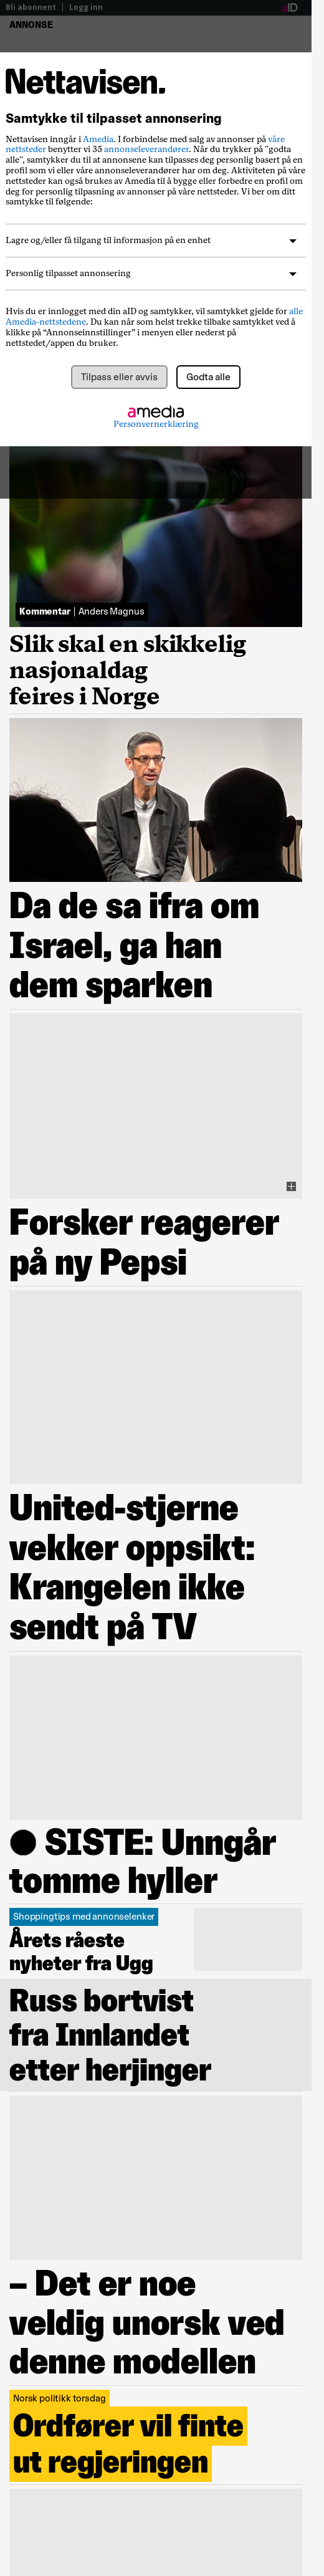 Bli abonnent | Logg inn
aID
ANNONSE
Nettavisen.
Samtykke til tilpasset annonsering
Nettavisen inngår i Amedia. I forbindelse med salg av annonser på våre
nettsteder benytter vi 35 annonseleverandører. Når du trykker på "godta
alle", samtykker du til at annonsene kan tilpasses deg personlig basert på en
profil som vi eller våre annonseleverandører har om deg. Aktiviteten på våre
nettsteder kan også brukes av Amedia til å bygge eller forbedre en profil om
deg for personlig tilpasning av annonser på våre nettsteder. Vi ber om ditt
samtykke til følgende:
Lagre og/eller få tilgang til informasjon på en enhet
Personlig tilpasset annonsering
Hvis du er innlogget med din aID og samtykker, vil samtykket gjelde for alle
Amedia-nettstedene. Du kan når som helst trekke tilbake samtykket ved å
klikke på “Annonseinnstillinger” i menyen eller nederst på
nettstedet/appen du bruker.
Tilpass eller avvis
Godta alle
amedia
Personvernerklæring
Kommentar | Anders Magnus
Slik skal en skikkelig
nasjonaldag
feires i Norge
Da de sa ifra om
Israel, ga han
dem sparken
Forsker reagerer
på ny Pepsi
United-stjerne
vekker oppsikt:
Krangelen ikke
sendt på TV
● SISTE: Unngår
tomme hyller
Shoppingtips med annonselenker
Årets råeste
nyheter fra Ugg
Russ bortvist
fra Innlandet
etter herjinger
– Det er noe
veldig unorsk ved
denne modellen
Norsk politikk torsdag
Ordfører vil finte
ut regjeringen